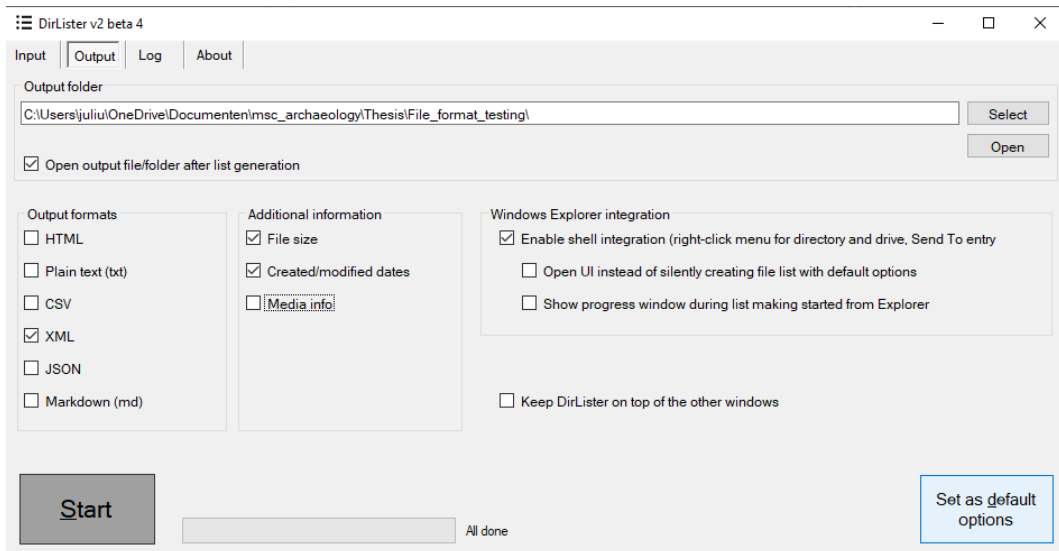 DirLister v2 beta 4
Input Output Log About
Output folder
C:\Users\juliu\OneDrive\Documenten\msc_archaeology\Thesis\File_format_testing\
Select
Open
Open output file/folder after list generation
Output formats
HTML
Plain text (txt)
CSV
XML
JSON
Markdown (md)
Additional information
File size
Created/modified dates
Media info
Windows Explorer integration
Enable shell integration (right-click menu for directory and drive, Send To entry
Open UI instead of silently creating file list with default options
Show progress window during list making started from Explorer
Keep DirLister on top of the other windows
Start
All done
Set as default
options